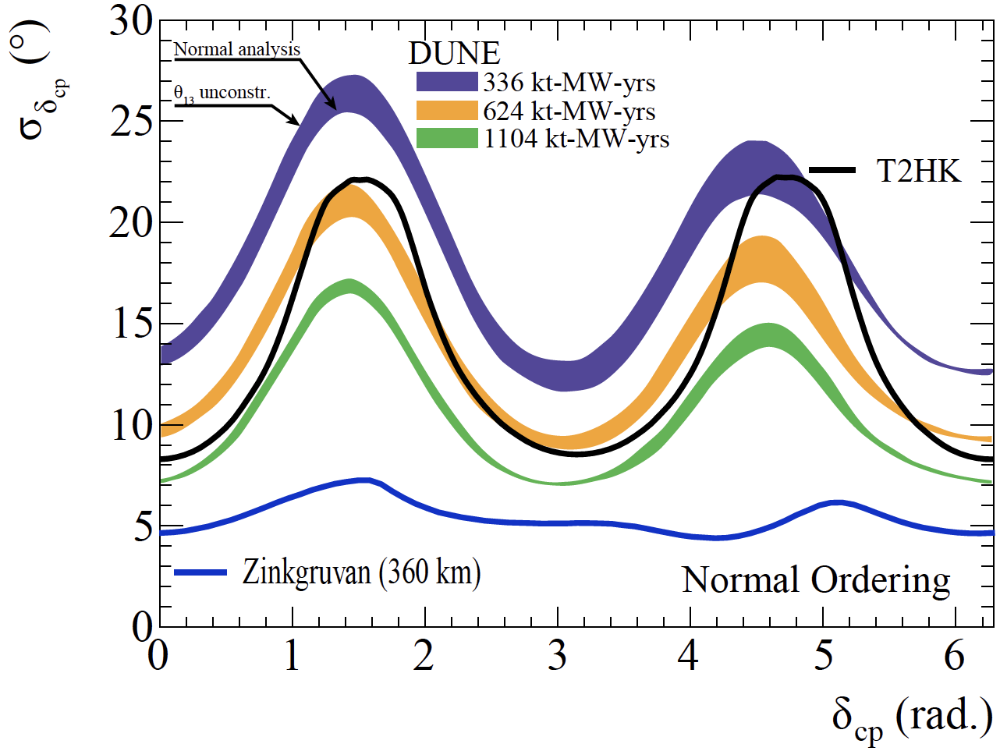 σδcp (°)
30
25
20
15
10
5
0
Normal analysis
θ13 unconstr.
DUNE
336 kt-MW-yrs
624 kt-MW-yrs
1104 kt-MW-yrs
T2HK
Zinkgruvan (360 km)
Normal Ordering
0 1 2 3 4 5 6
δcp (rad.)